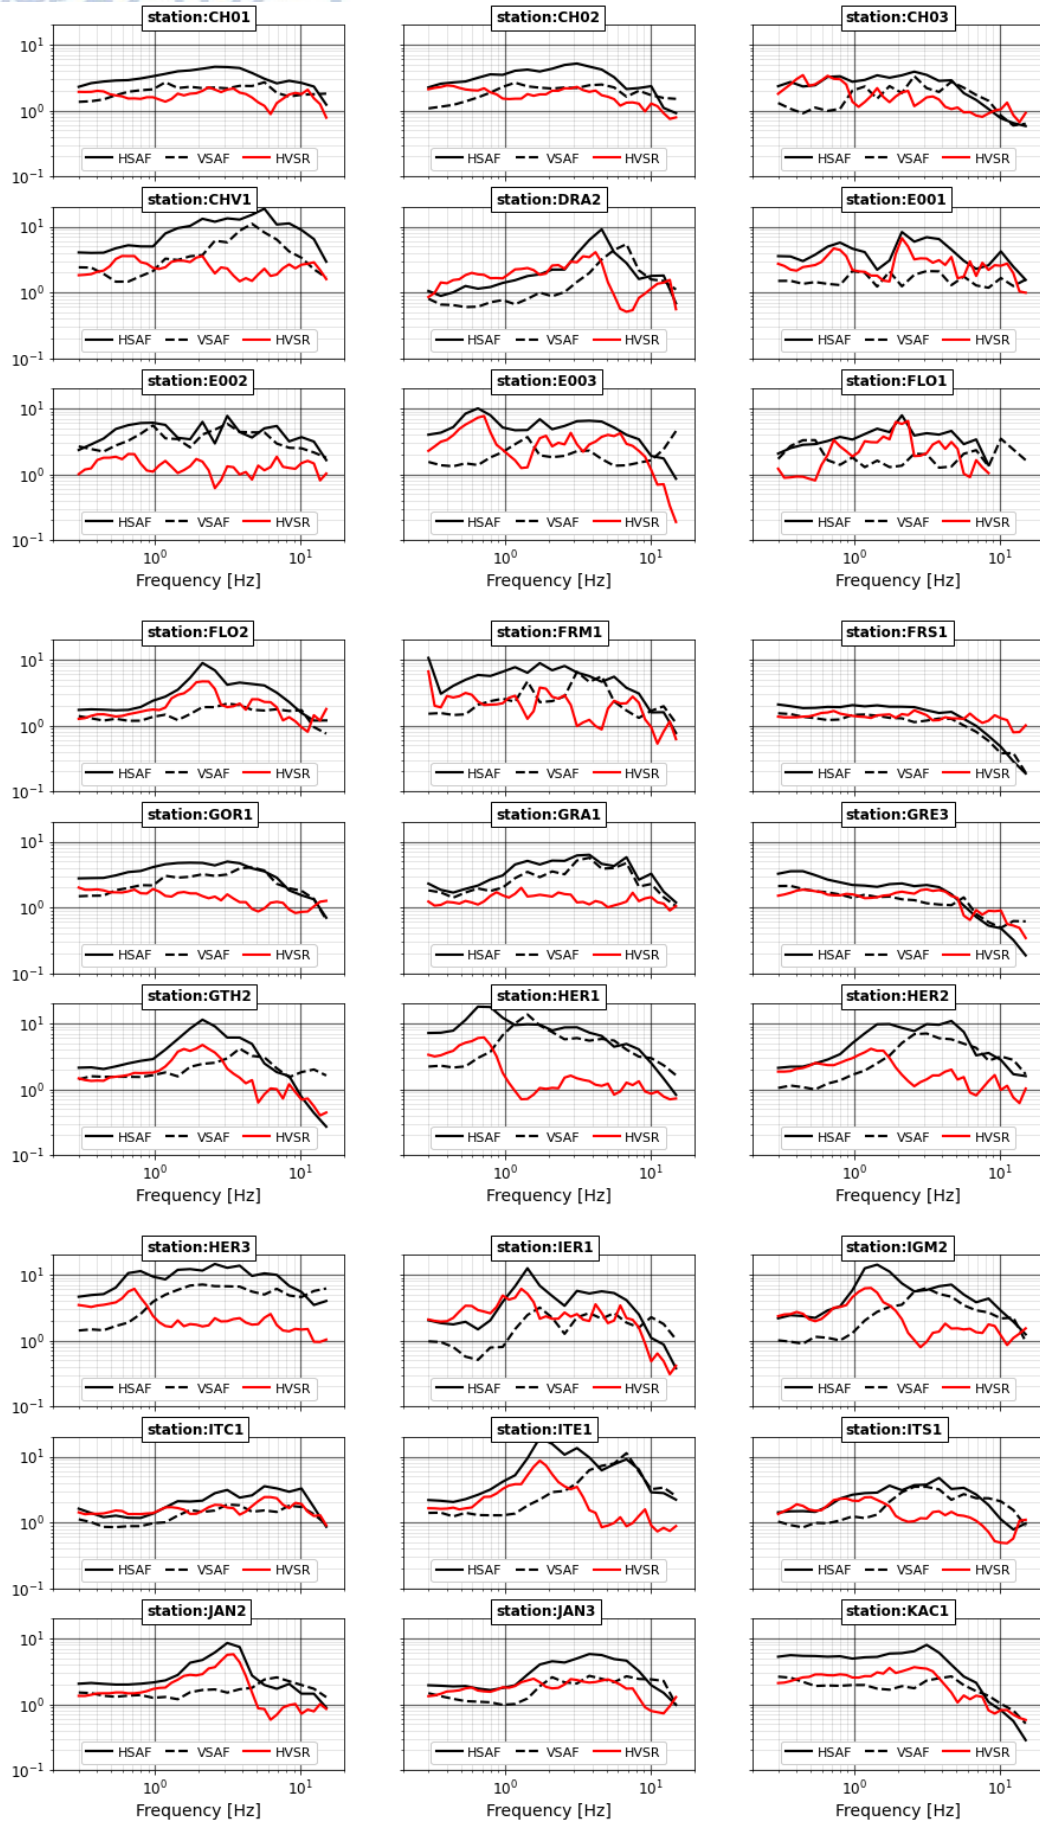 station:CH01 station:CH02 station:CH03
10¹
10⁰
10⁻¹
HSAF VSAF HVSR HSAF VSAF HVSR HSAF VSAF HVSR
station:CHV1 station:DRA2 station:E001
10¹
10⁰
10⁻¹
HSAF VSAF HVSR HSAF VSAF HVSR HSAF VSAF HVSR
station:E002 station:E003 station:FLO1
10¹
10⁰
10⁻¹
HSAF VSAF HVSR HSAF VSAF HVSR HSAF VSAF HVSR
10⁰ 10¹ 10⁰ 10¹ 10⁰ 10¹
Frequency [Hz] Frequency [Hz] Frequency [Hz]
station:FLO2 station:FRM1 station:FRS1
10¹
10⁰
10⁻¹
HSAF VSAF HVSR HSAF VSAF HVSR HSAF VSAF HVSR
station:GOR1 station:GRA1 station:GRE3
10¹
10⁰
10⁻¹
HSAF VSAF HVSR HSAF VSAF HVSR HSAF VSAF HVSR
station:GTH2 station:HER1 station:HER2
10¹
10⁰
10⁻¹
HSAF VSAF HVSR HSAF VSAF HVSR HSAF VSAF HVSR
10⁰ 10¹ 10⁰ 10¹ 10⁰ 10¹
Frequency [Hz] Frequency [Hz] Frequency [Hz]
station:HER3 station:IER1 station:IGM2
10¹
10⁰
10⁻¹
HSAF VSAF HVSR HSAF VSAF HVSR HSAF VSAF HVSR
station:ITC1 station:ITE1 station:ITS1
10¹
10⁰
10⁻¹
HSAF VSAF HVSR HSAF VSAF HVSR HSAF VSAF HVSR
station:JAN2 station:JAN3 station:KAC1
10¹
10⁰
10⁻¹
HSAF VSAF HVSR HSAF VSAF HVSR HSAF VSAF HVSR
10⁰ 10¹ 10⁰ 10¹ 10⁰ 10¹
Frequency [Hz] Frequency [Hz] Frequency [Hz]